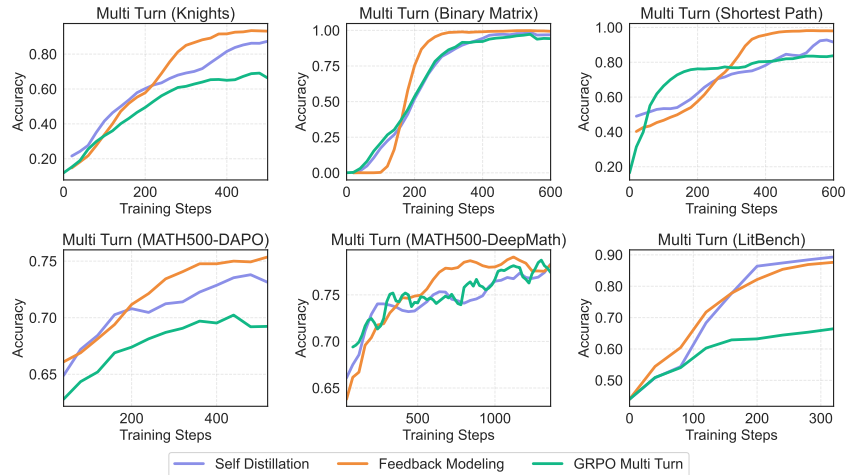 Multi Turn (Knights)
Accuracy
0.80
0.60
0.40
0.20
0
200
400
Training Steps
Multi Turn (Binary Matrix)
Accuracy
1.00
0.75
0.50
0.25
0.00
0
200
400
600
Training Steps
Multi Turn (Shortest Path)
Accuracy
1.00
0.80
0.60
0.40
0.20
0
200
400
600
Training Steps
Multi Turn (MATH500-DAPO)
Accuracy
0.75
0.70
0.65
200
400
Training Steps
Multi Turn (MATH500-DeepMath)
Accuracy
0.75
0.70
0.65
500
1000
Training Steps
Multi Turn (LitBench)
Accuracy
0.90
0.80
0.70
0.60
0.50
0
100
200
300
Training Steps
Self Distillation
Feedback Modeling
GRPO Multi Turn